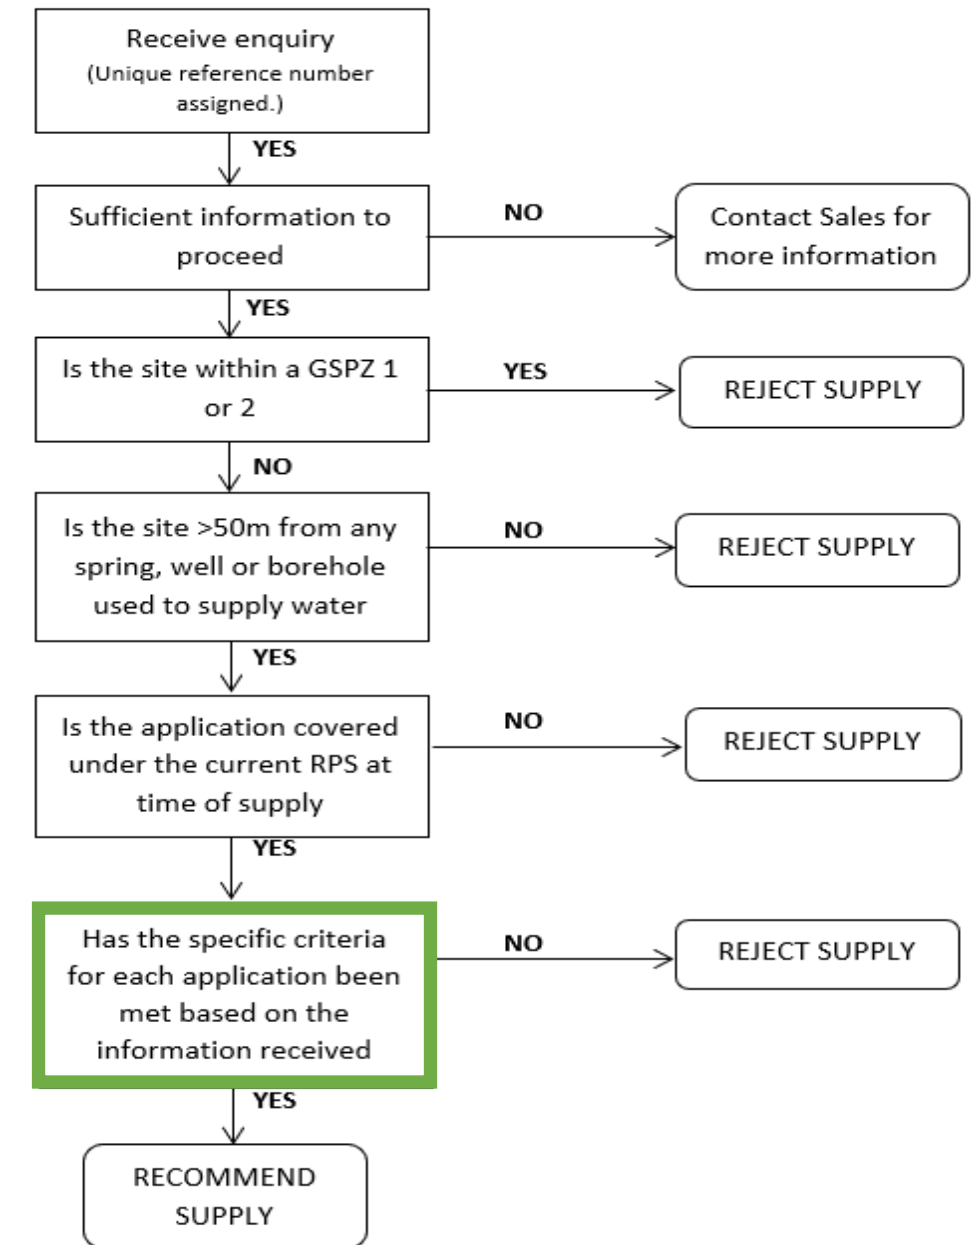 Receive enquiry
(Unique reference number
assigned.)
YES
Sufficient information to
proceed
NO
Contact Sales for
more information
YES
Is the site within a GSPZ 1
or 2
YES
REJECT SUPPLY
NO
Is the site >50m from any
spring, well or borehole
used to supply water
NO
REJECT SUPPLY
YES
Is the application covered
under the current RPS at
time of supply
NO
REJECT SUPPLY
YES
Has the specific criteria
for each application been
met based on the
information received
NO
REJECT SUPPLY
YES
RECOMMEND
SUPPLY